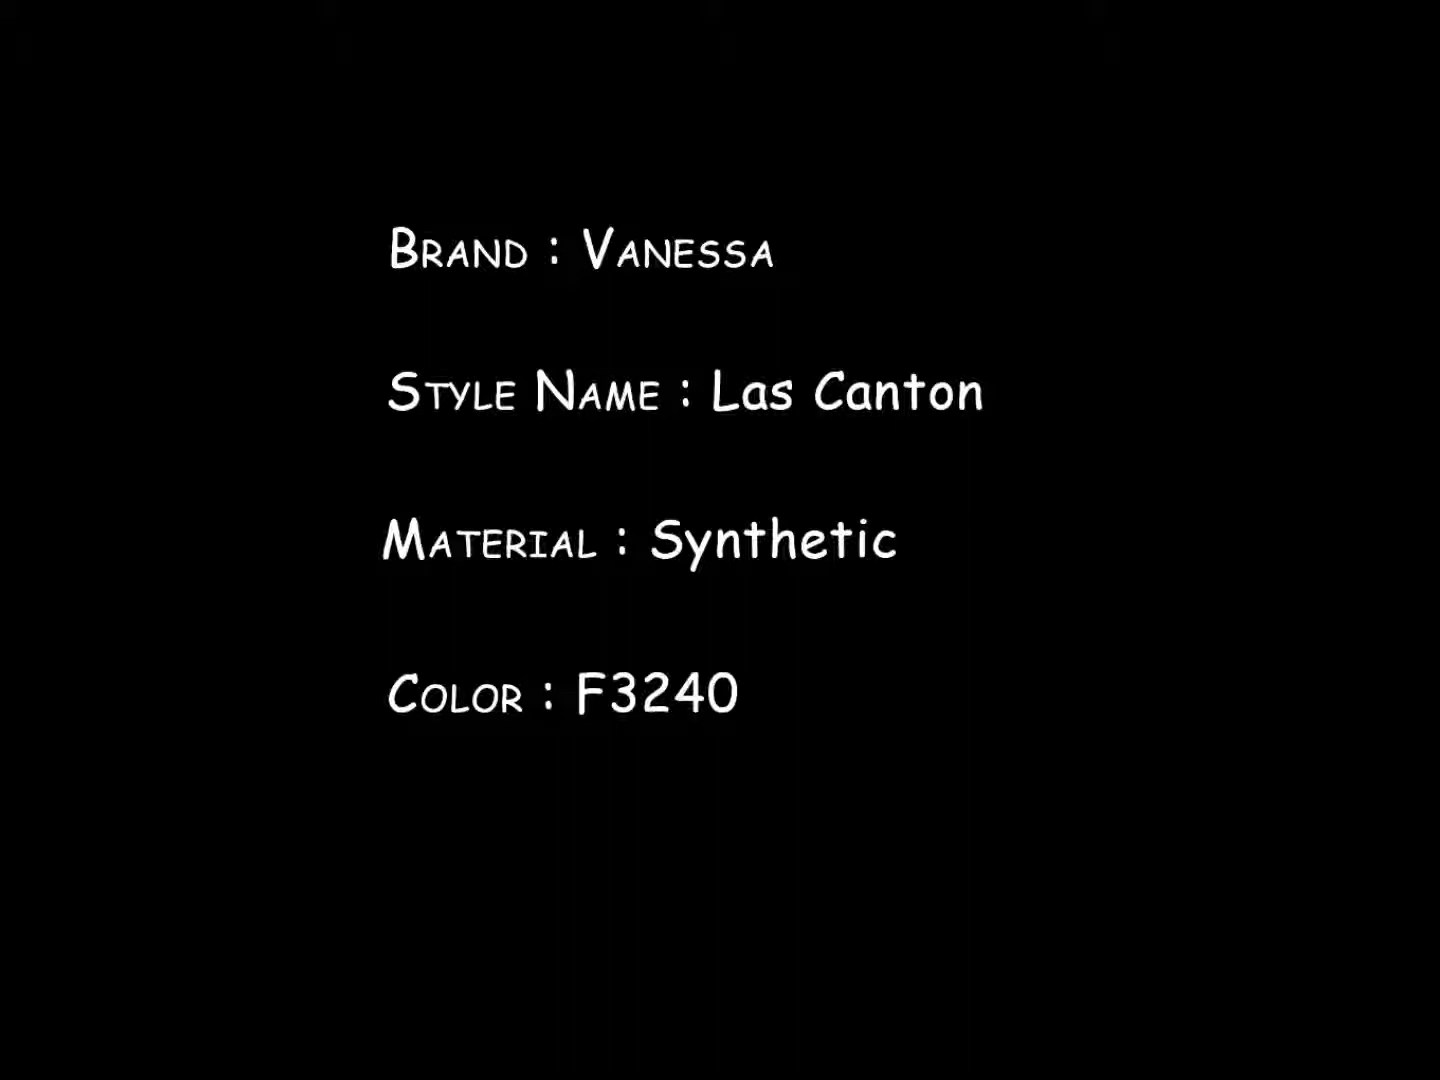 Brand : Vanessa
Style Name : Las Canton
Material : Synthetic
Color : F3240